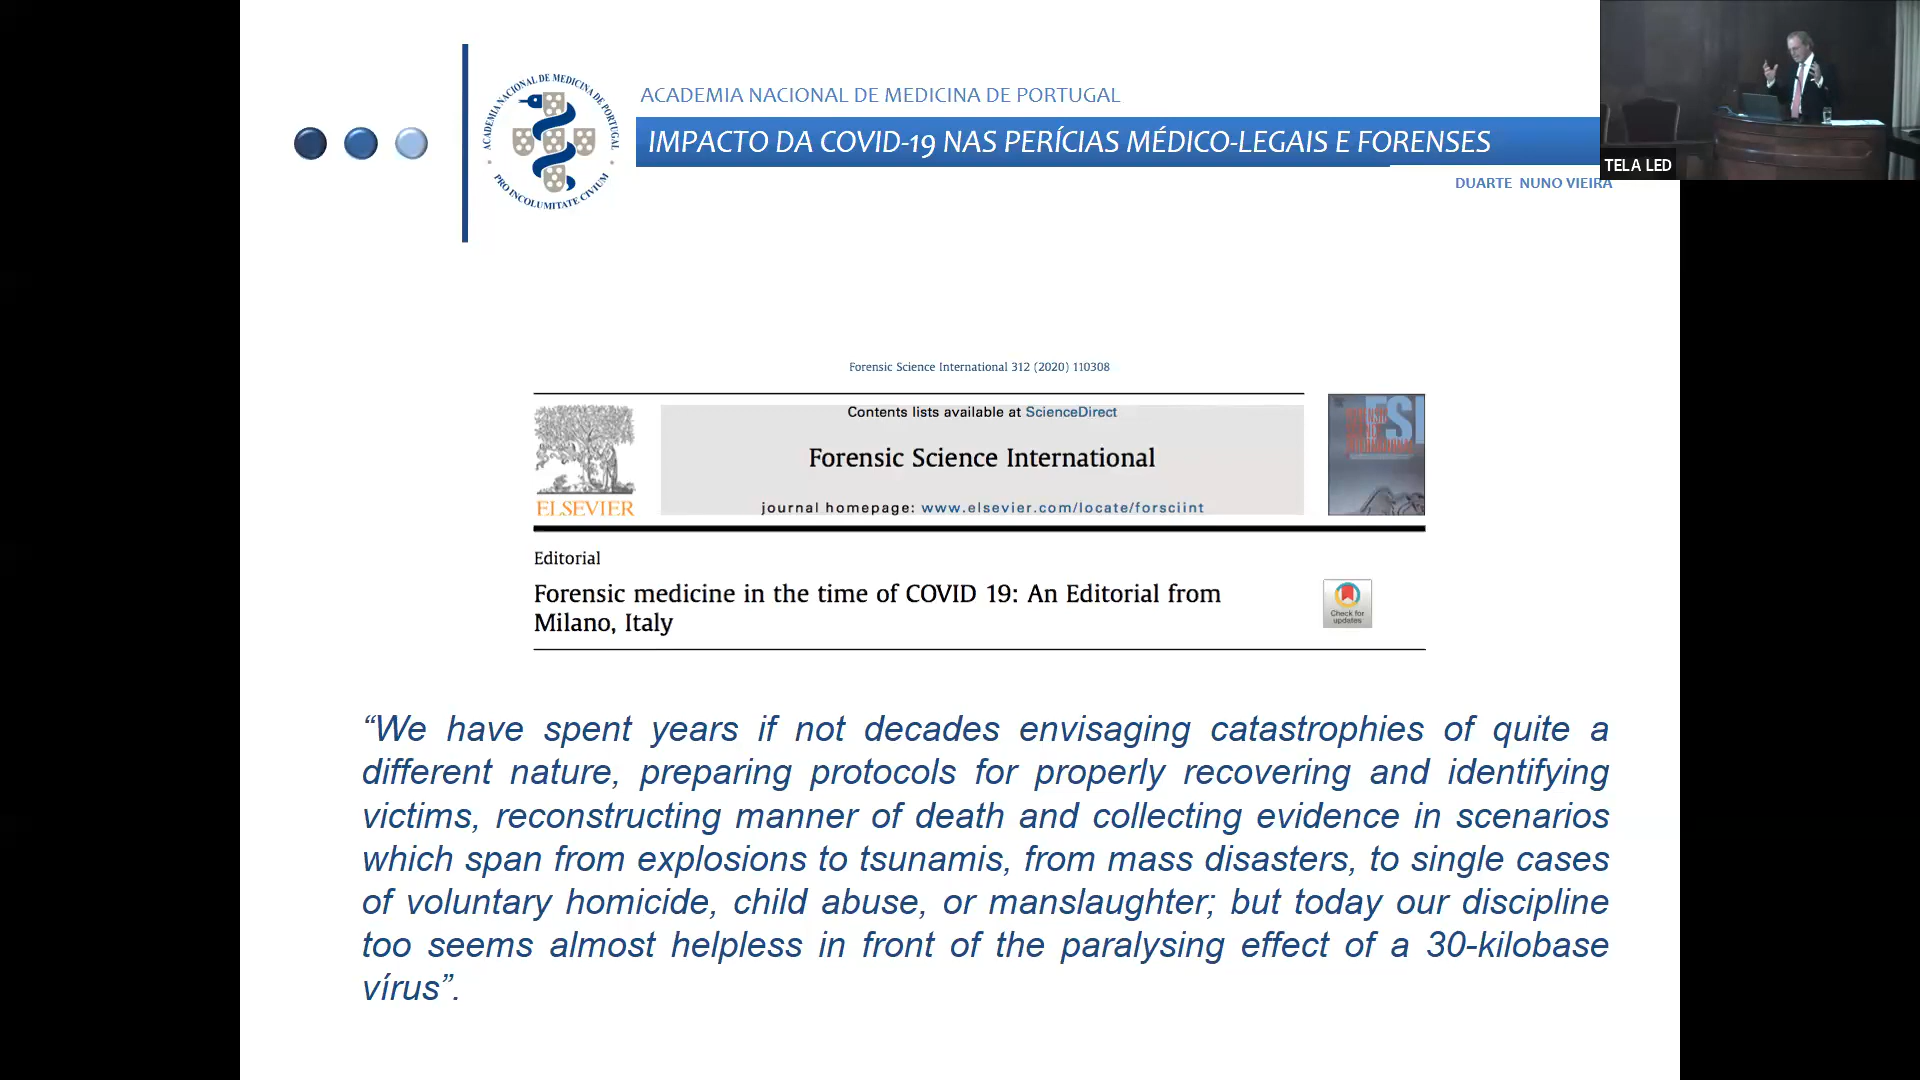 ACADEMIA NACIONAL DE MEDICINA DE PORTUGAL
PRO INCOLUMITATE CIVIUM
ACADEMIA NACIONAL DE MEDICINA DE PORTUGAL
IMPACTO DA COVID-19 NAS PERÍCIAS MÉDICO-LEGAIS E FORENSES
TELA LED
DUARTE NUNO VIEIRA
Forensic Science International 312 (2020) 110308
Contents lists available at ScienceDirect
Forensic Science International
journal homepage: www.elsevier.com/locate/forsciint
ELSEVIER
FSI
FORENSIC
SCIENCE
INTERNATIONAL
Editorial
Forensic medicine in the time of COVID 19: An Editorial from
Milano, Italy
Check for
updates
“We have spent years if not decades envisaging catastrophies of quite a
different nature, preparing protocols for properly recovering and identifying
victims, reconstructing manner of death and collecting evidence in scenarios
which span from explosions to tsunamis, from mass disasters, to single cases
of voluntary homicide, child abuse, or manslaughter; but today our discipline
too seems almost helpless in front of the paralysing effect of a 30-kilobase
vírus”.